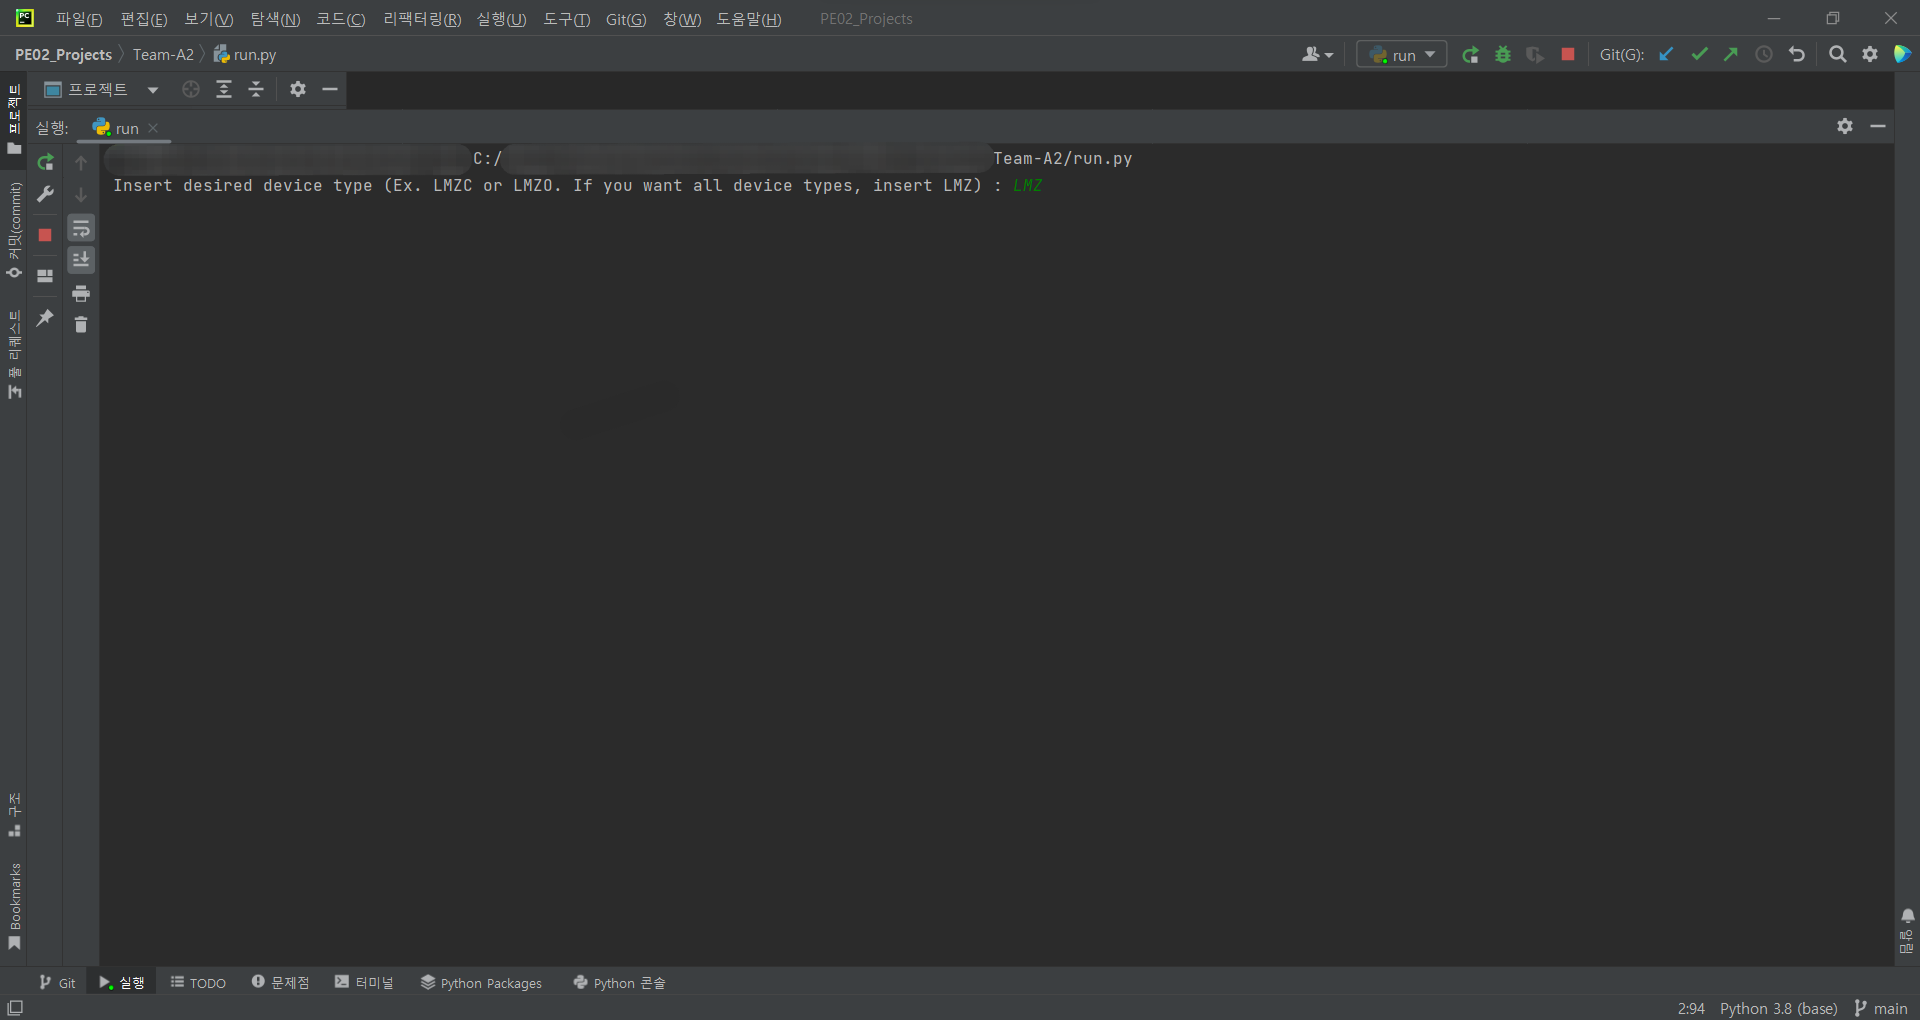 PC 파일(F) 편집(E) 보기(V) 탐색(N) 코드(C) 리팩터링(R) 실행(U) 도구(T) Git(G) 창(W) 도움말(H) PE02_Projects
PE02_Projects Team-A2 run.py run Git(G):
프로젝트
실행: run
C:/ Team-A2/run.py
Insert desired device type (Ex. LMZC or LMZO. If you want all device types, insert LMZ) : LMZ
프로젝트
커밋(commit)
풀 리퀘스트
구조
Bookmarks
알림
Git 실행 TODO 문제점 터미널 Python Packages Python 콘솔
2:94 Python 3.8 (base) main